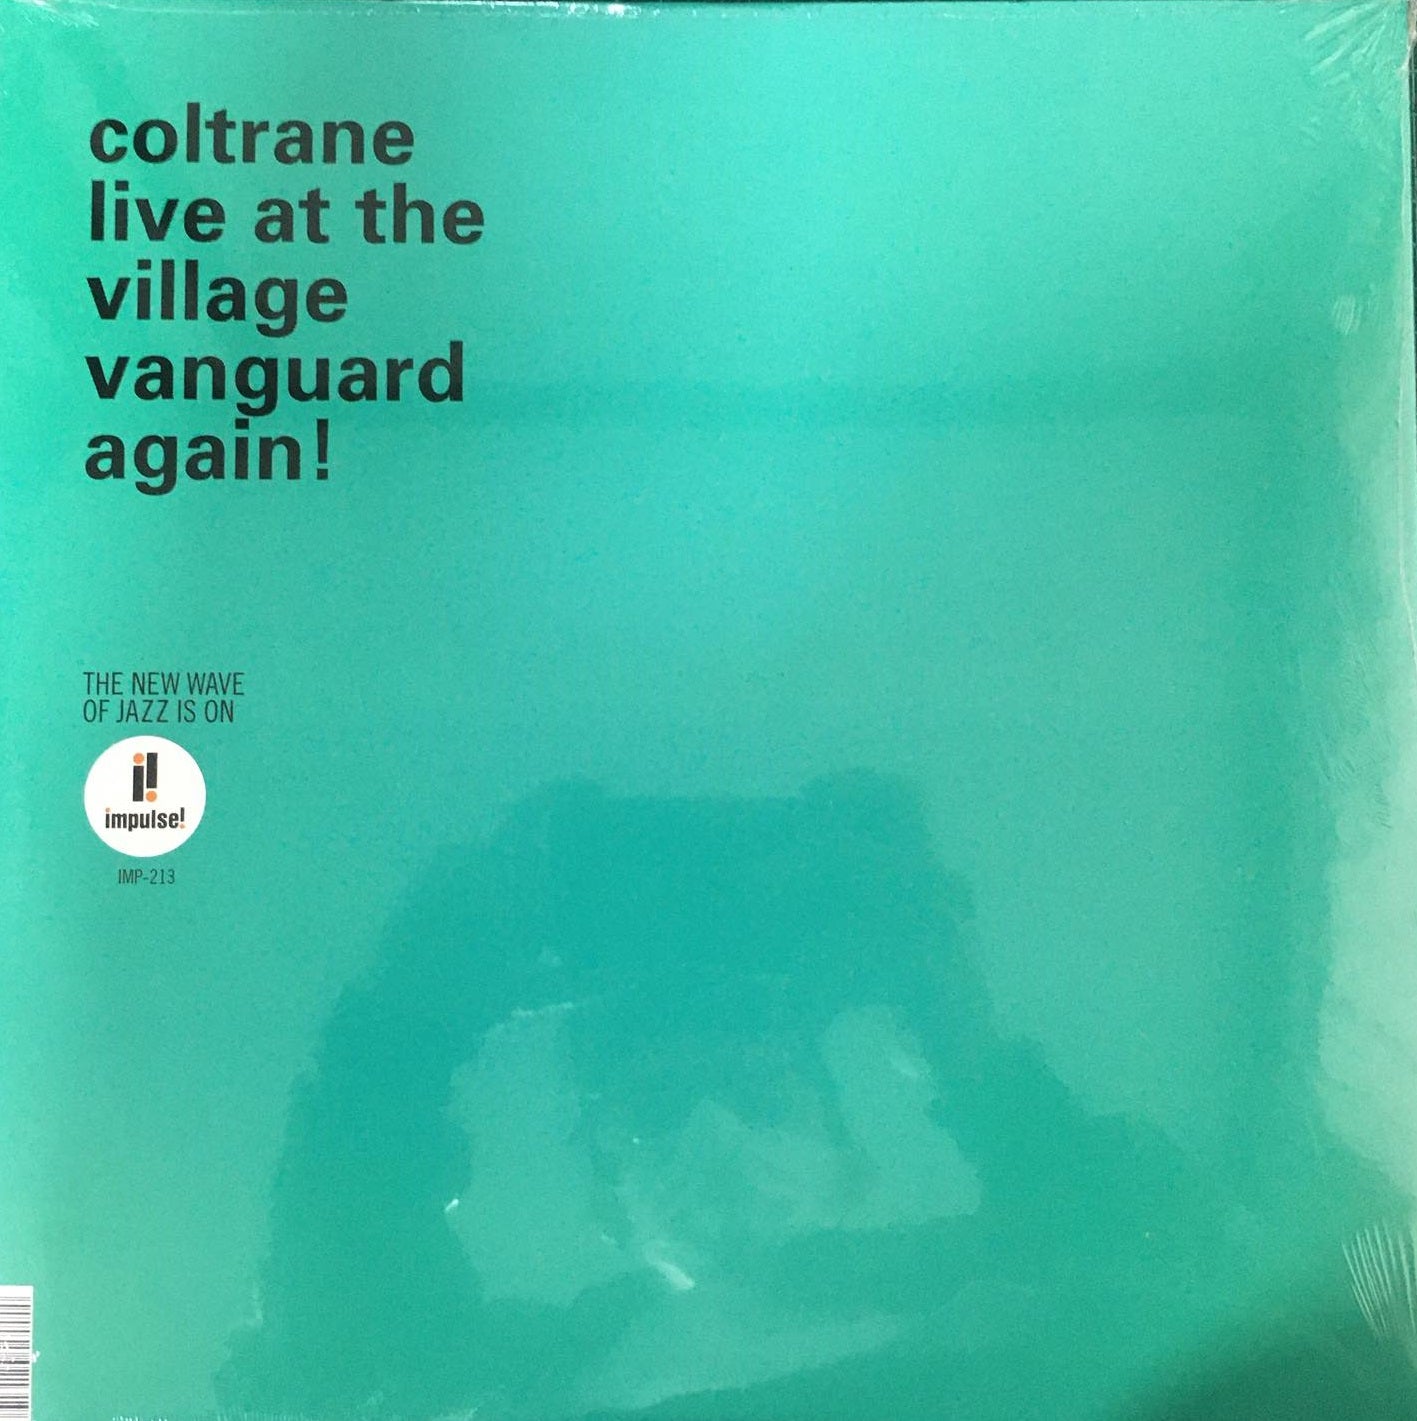 coltrane
live at the
village
vanguard
again!
THE NEW WAVE
OF JAZZ IS ON
i!
impulse!
IMP-213